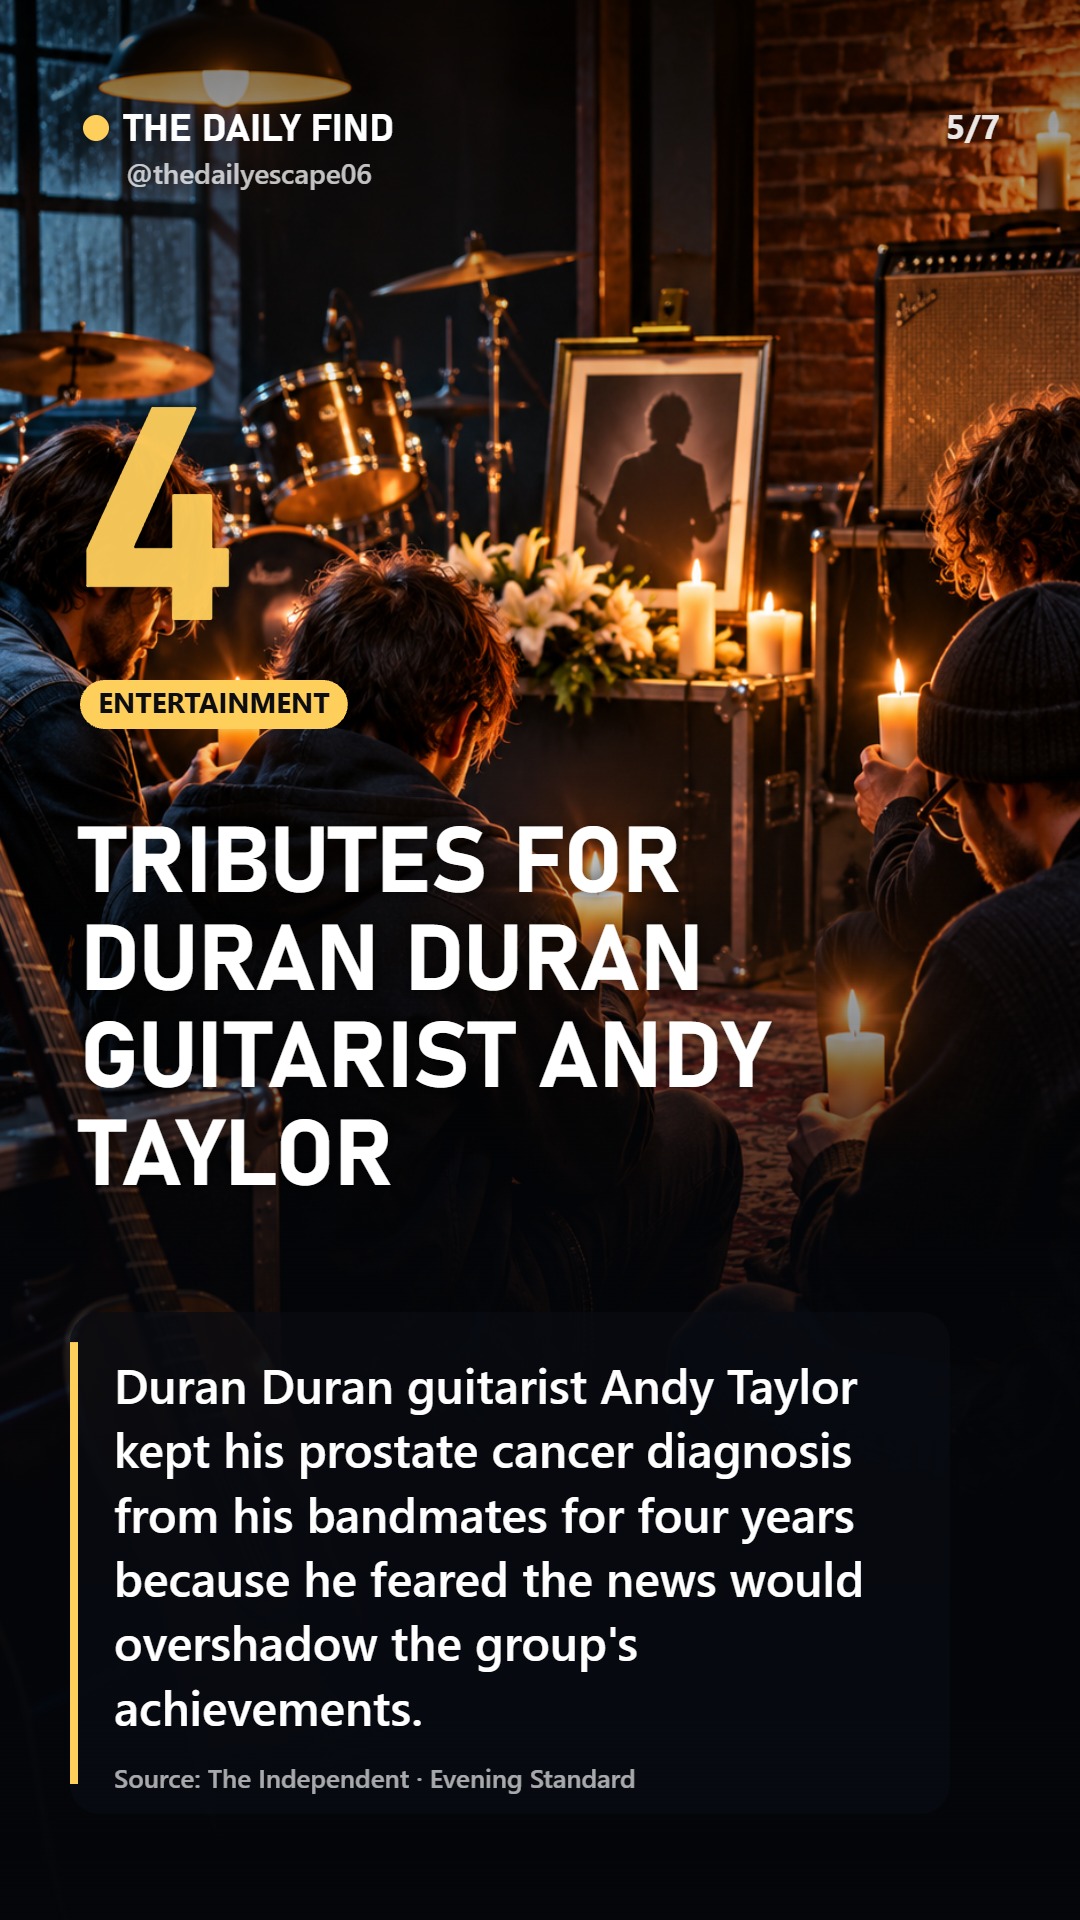 THE DAILY FIND
@thedailyescape06
5/7
4
ENTERTAINMENT
TRIBUTES FOR
DURAN DURAN
GUITARIST ANDY
TAYLOR
Duran Duran guitarist Andy Taylor
kept his prostate cancer diagnosis
from his bandmates for four years
because he feared the news would
overshadow the group's
achievements.
Source: The Independent · Evening Standard